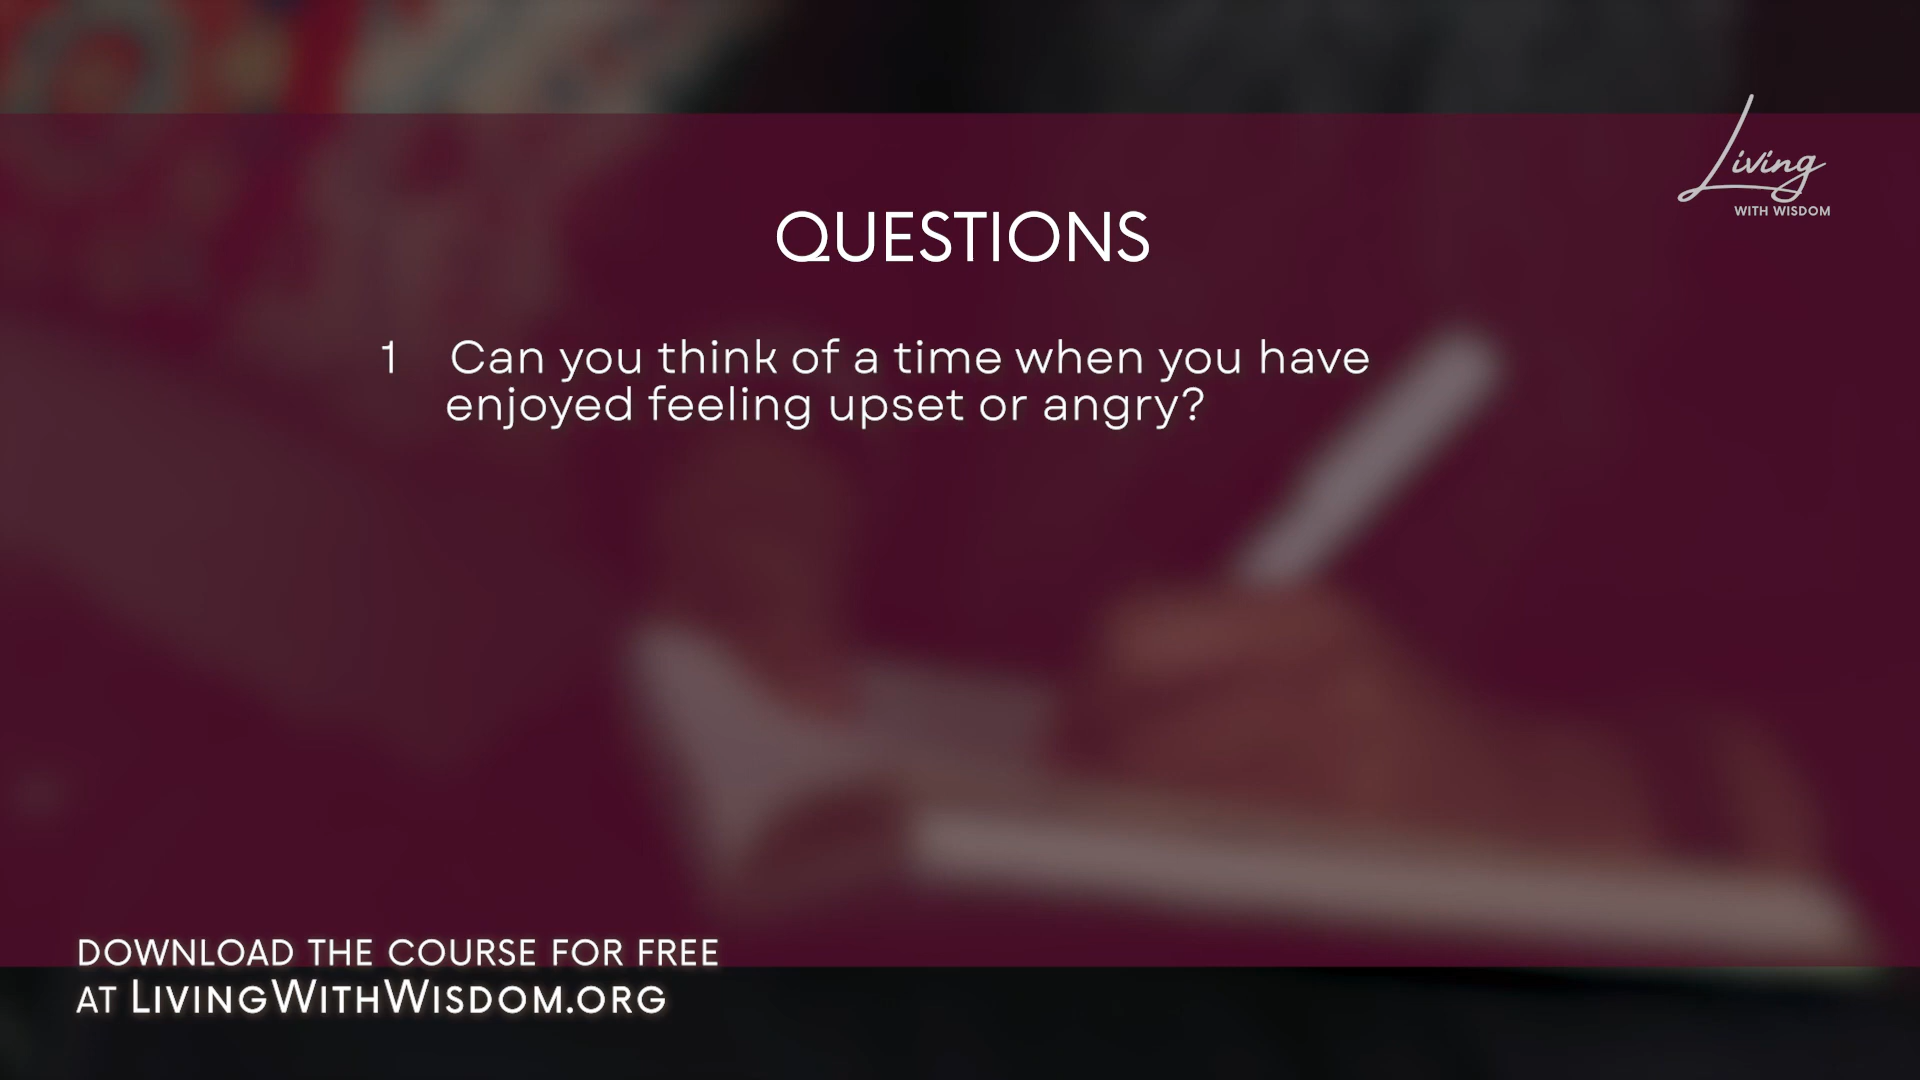 Living
WITH WISDOM
QUESTIONS
1 Can you think of a time when you have
enjoyed feeling upset or angry?
DOWNLOAD THE COURSE FOR FREE
AT LIVINGWITHWISDOM.ORG